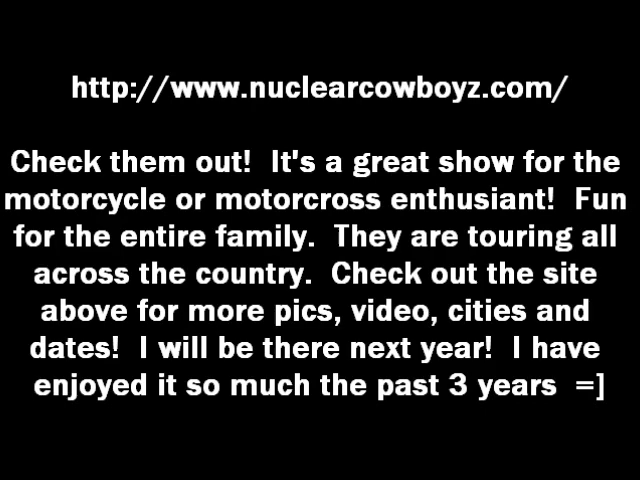 http://www.nuclearcowboyz.com/
Check them out!  It's a great show for the
motorcycle or motorcross enthusiant!  Fun
for the entire family.  They are touring all
across the country.  Check out the site
above for more pics, video, cities and
dates!  I will be there next year!  I have
enjoyed it so much the past 3 years  =]